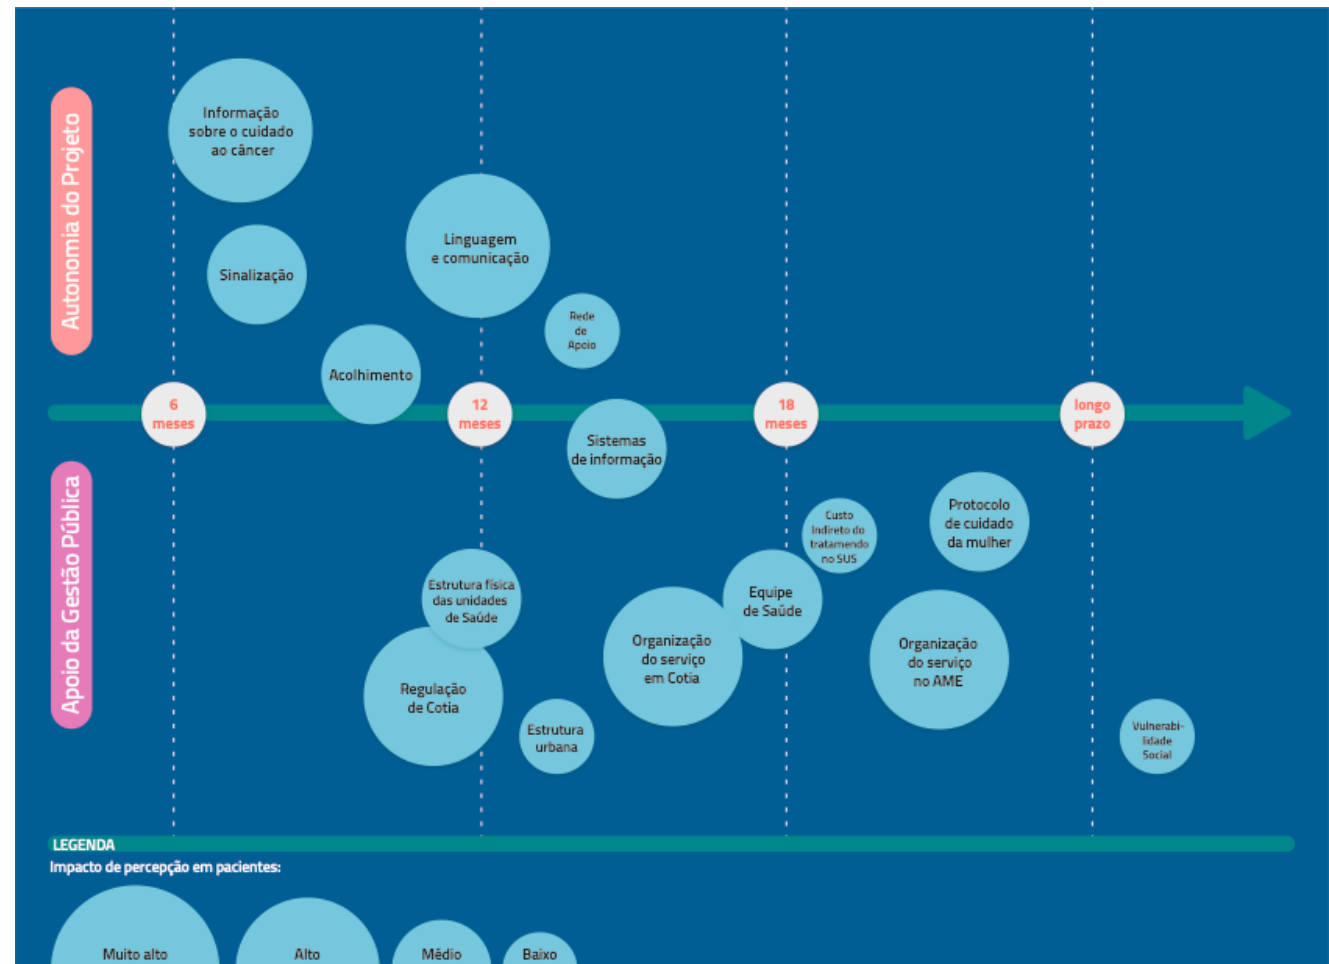 Autonomia do Projeto
Informação
sobre o cuidado
ao câncer
Sinalização
Acolhimento
Linguagem
e comunicação
Rede
de
Apoio
6
meses
12
meses
18
meses
longo
prazo
Apoio da Gestão Pública
Sistemas
de informação
Estrutura física
das unidades
de Saúde
Regulação
de Cotia
Estrutura
urbana
Organização
do serviço
em Cotia
Equipe
de Saúde
Custo
Indireto do
tratamendo
no SUS
Protocolo
de cuidado
da mulher
Organização
do serviço
no AME
Vulnerabi-
lidade
Social
LEGENDA
Impacto de percepção em pacientes:
Muito alto
Alto
Médio
Baixo